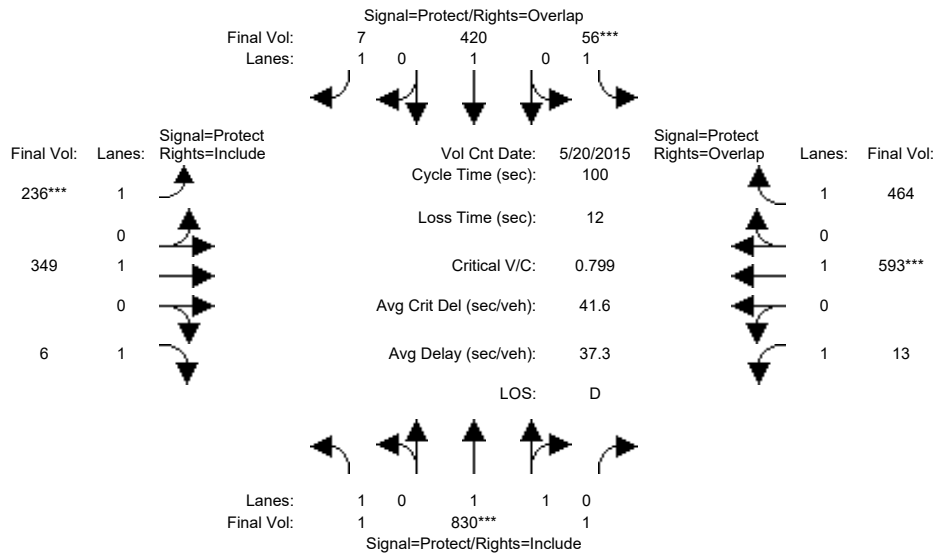 Signal=Protect/Rights=Overlap
Final Vol: 7 420 56***
Lanes: 1 0 1 0 1
Signal=Protect
Final Vol: Lanes: Rights=Include
Vol Cnt Date: 5/20/2015
Signal=Protect
Rights=Overlap Lanes: Final Vol:
Cycle Time (sec): 100
236*** 1 1 464
Loss Time (sec): 12
0 0
349 1 Critical V/C: 0.799 1 593***
0 Avg Crit Del (sec/veh): 41.6 0
6 1 Avg Delay (sec/veh): 37.3 1 13
LOS: D
Lanes: 1 0 1 1 0
Final Vol: 1 830*** 1
Signal=Protect/Rights=Include